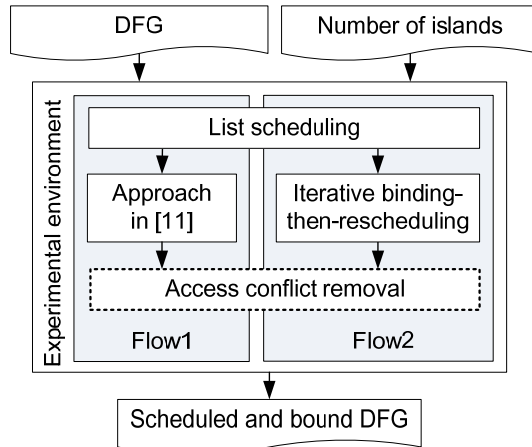 DFG
Number of islands
Experimental environment
List scheduling
Approach
in [11]
Iterative binding-
then-rescheduling
Access conflict removal
Flow1
Flow2
Scheduled and bound DFG